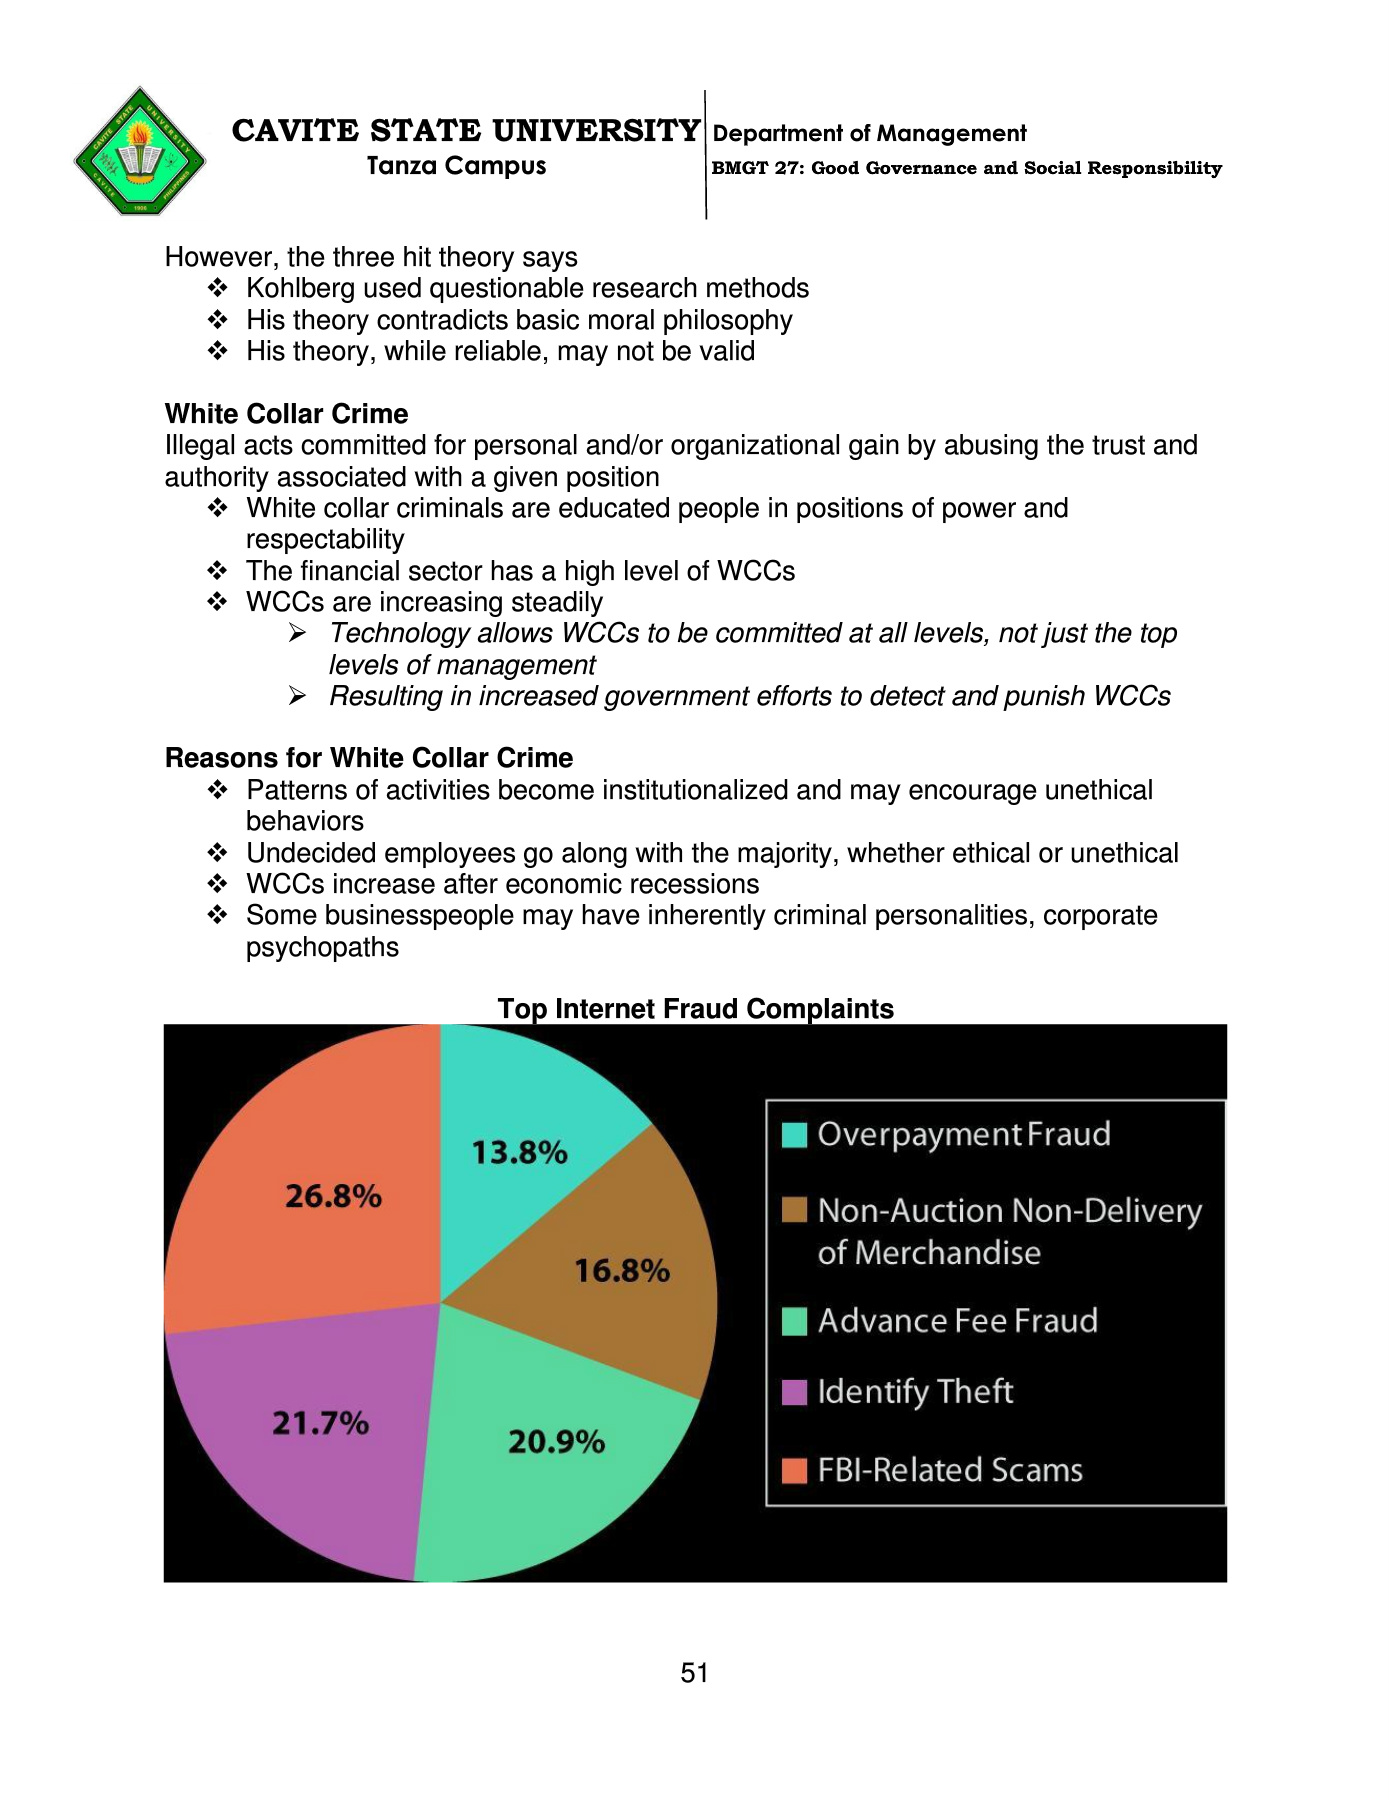 CAVITE STATE UNIVERSITY
Tanza Campus
Department of Management
BMGT 27: Good Governance and Social Responsibility
CAVITE STATE UNIVERSITY
CAVITE
PHILIPPINES
1906
However, the three hit theory says
❖ Kohlberg used questionable research methods
❖ His theory contradicts basic moral philosophy
❖ His theory, while reliable, may not be valid
White Collar Crime
Illegal acts committed for personal and/or organizational gain by abusing the trust and
authority associated with a given position
❖ White collar criminals are educated people in positions of power and
respectability
❖ The financial sector has a high level of WCCs
❖ WCCs are increasing steadily
➢ Technology allows WCCs to be committed at all levels, not just the top
levels of management
➢ Resulting in increased government efforts to detect and punish WCCs
Reasons for White Collar Crime
❖ Patterns of activities become institutionalized and may encourage unethical
behaviors
❖ Undecided employees go along with the majority, whether ethical or unethical
❖ WCCs increase after economic recessions
❖ Some businesspeople may have inherently criminal personalities, corporate
psychopaths
Top Internet Fraud Complaints
13.8%
16.8%
20.9%
21.7%
26.8%
Overpayment Fraud
Non-Auction Non-Delivery
of Merchandise
Advance Fee Fraud
Identify Theft
FBI-Related Scams
51